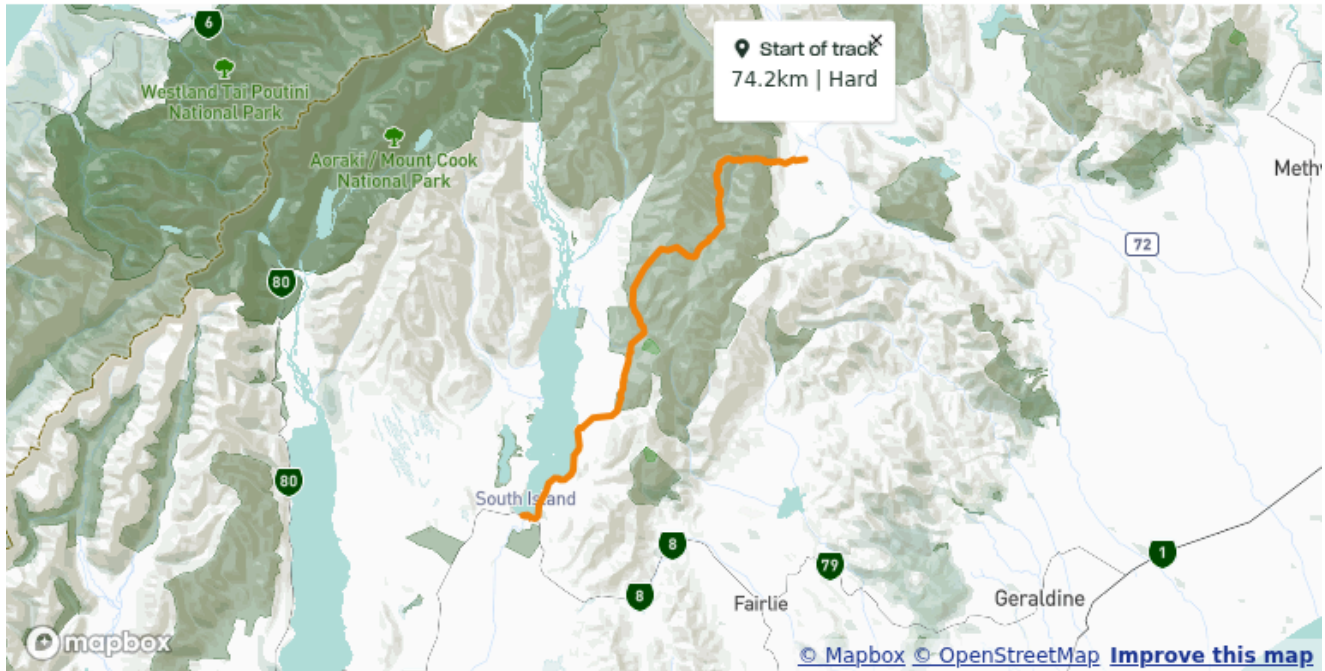 6
Start of track
×
74.2km | Hard
Westland Tai Poutini
National Park
Aoraki / Mount Cook
National Park
Meth
72
80
80
South Island
8
1
79
8
Fairlie
Geraldine
mapbox
© Mapbox © OpenStreetMap Improve this map